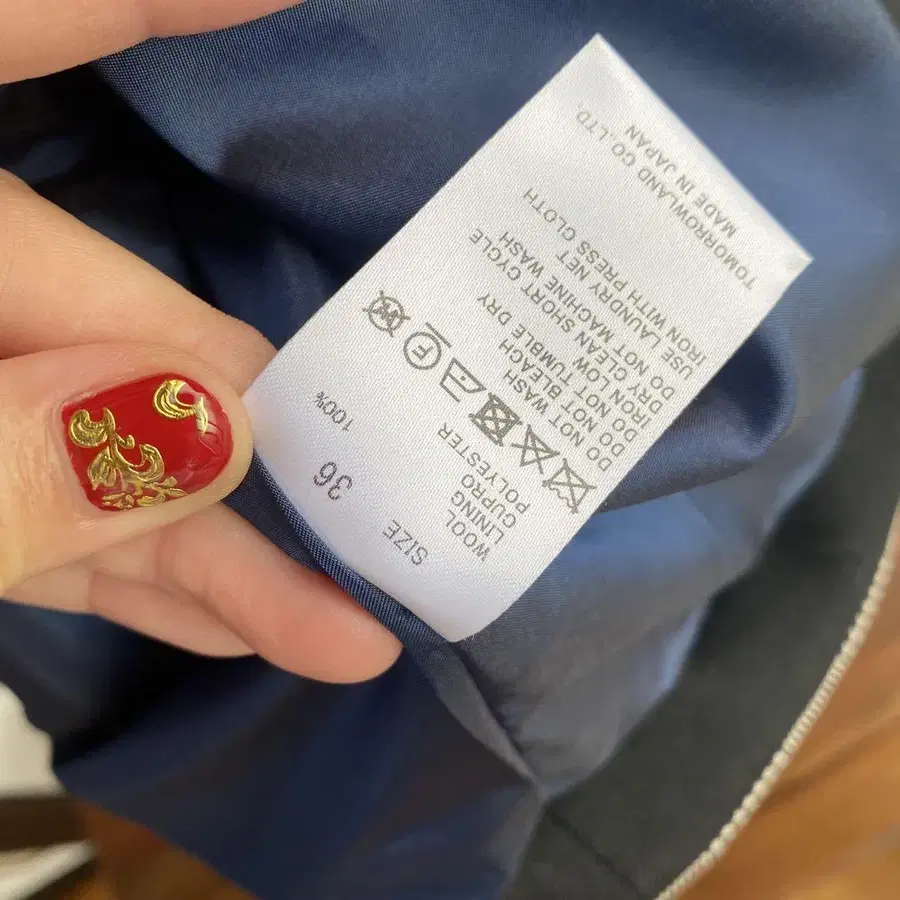 SIZE 36
WOOL 100%
LINING
CUPRO
POLYESTER
F W
DO NOT WASH
DO NOT BLEACH
DO NOT TUMBLE DRY
IRON LOW
DRY CLEAN SHORT CYCLE
DO NOT MACHINE WASH
USE LAUNDRY NET
IRON WITH PRESS CLOTH
TOMORROWLAND CO.,LTD.
MADE IN JAPAN